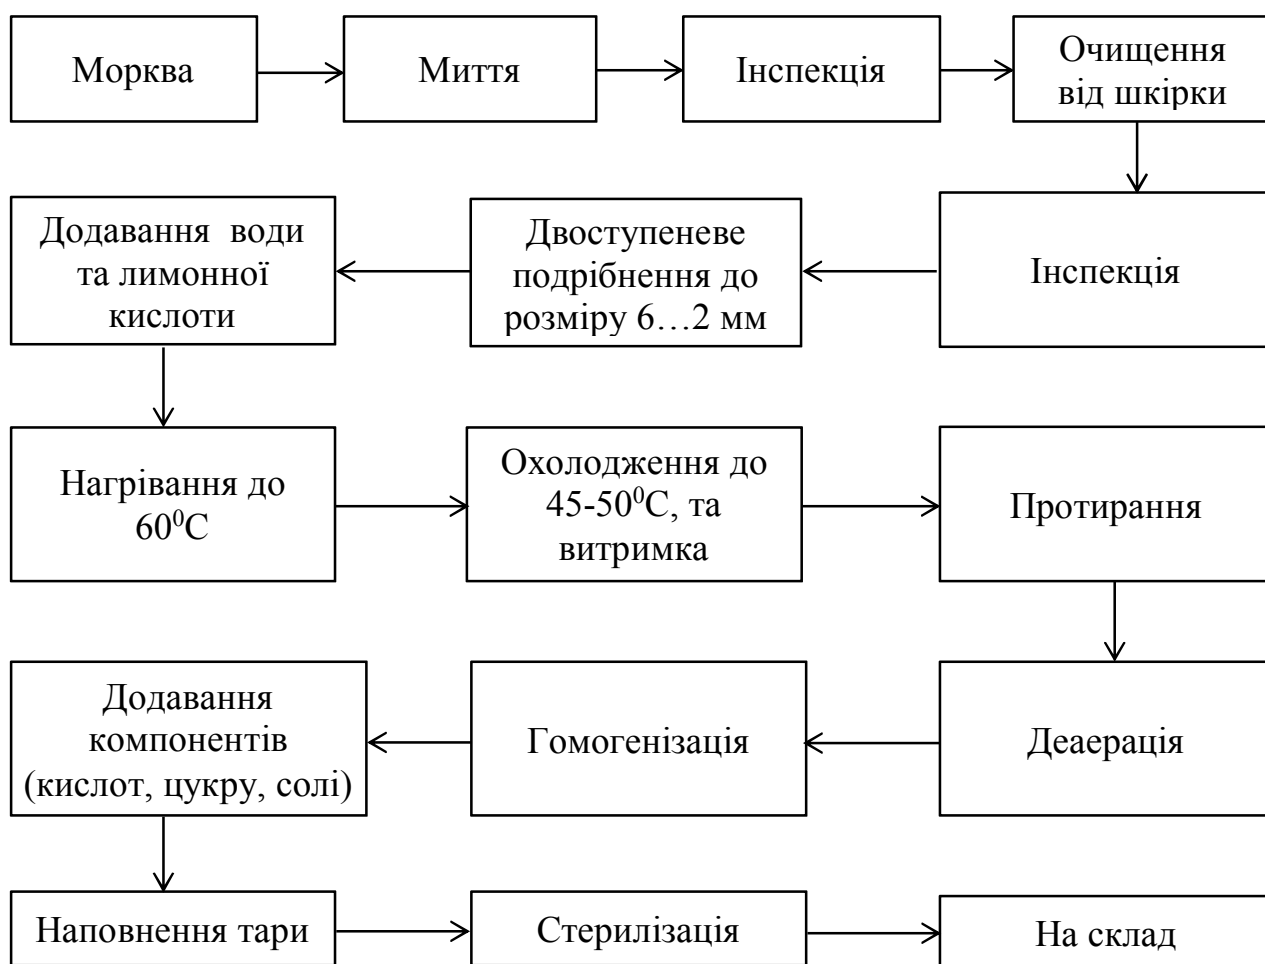 Морква
Миття
Інспекція
Очищення
від шкірки
Інспекція
Двоступеневе
подрібнення до
розміру 6…2 мм
Додавання води
та лимонної
кислоти
Нагрівання до
60⁰С
Охолодження до
45-50⁰С, та
витримка
Протирання
Деаерація
Гомогенізація
Додавання
компонентів
(кислот, цукру, солі)
Наповнення тари
Стерилізація
На склад